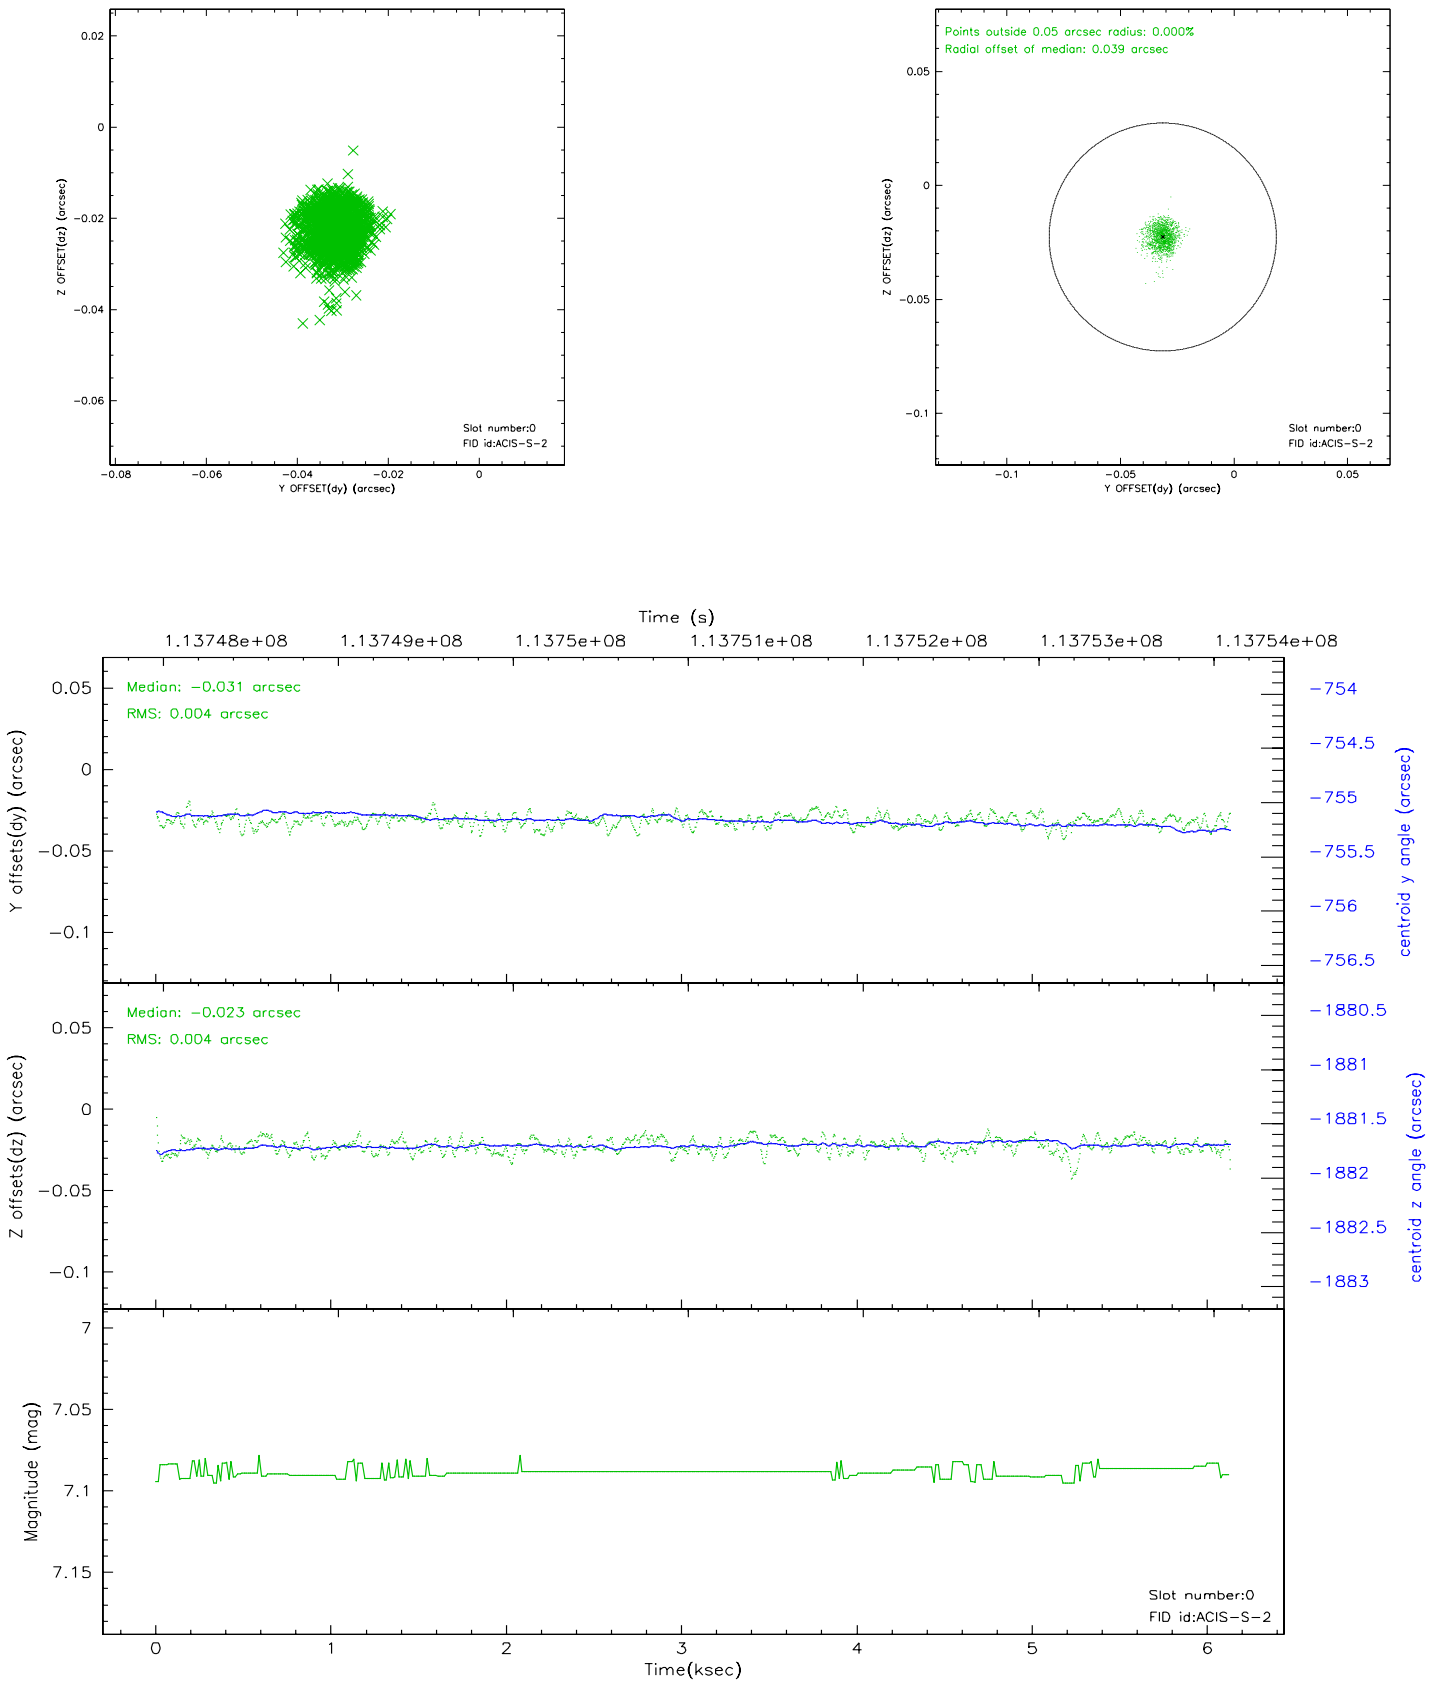 0.02
0
−0.02
−0.04
−0.06
Z OFFSET(dz) (arcsec)
Slot number:0
FID id:ACIS−S−2
−0.08 −0.06 −0.04 −0.02 0
Y OFFSET(dy) (arcsec)
Points outside 0.05 arcsec radius: 0.000%
Radial offset of median: 0.039 arcsec
0.05
0
−0.05
−0.1
Z OFFSET(dz) (arcsec)
Slot number:0
FID id:ACIS−S−2
−0.1 −0.05 0 0.05
Y OFFSET(dy) (arcsec)
Time (s)
1.13748e+08 1.13749e+08 1.1375e+08 1.13751e+08 1.13752e+08 1.13753e+08 1.13754e+08
Median: −0.031 arcsec
RMS: 0.004 arcsec
0.05
0
−0.05
−0.1
Y offsets(dy) (arcsec)
−754
−754.5
−755
−755.5
−756
−756.5
centroid y angle (arcsec)
Median: −0.023 arcsec
RMS: 0.004 arcsec
0.05
0
−0.05
−0.1
Z offsets(dz) (arcsec)
−1880.5
−1881
−1881.5
−1882
−1882.5
−1883
centroid z angle (arcsec)
7
7.05
7.1
7.15
Magnitude (mag)
Slot number:0
FID id:ACIS−S−2
0 1 2 3 4 5 6
Time(ksec)